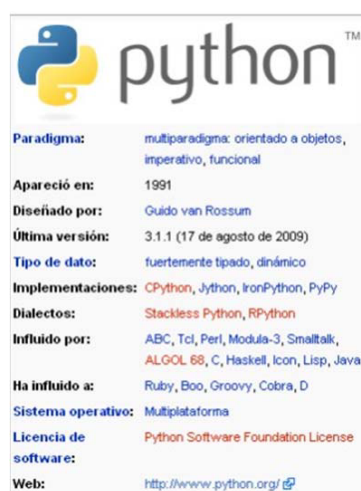 python™
Paradigma: multiparadigma: orientado a objetos,
imperativo, funcional
Apareció en: 1991
Diseñado por: Guido van Rossum
Última versión: 3.1.1 (17 de agosto de 2009)
Tipo de dato: fuertemente tipado, dinámico
Implementaciones: CPython, Jython, IronPython, PyPy
Dialectos: Stackless Python, RPython
Influido por: ABC, Tcl, Perl, Modula-3, Smalltalk,
ALGOL 68, C, Haskell, Icon, Lisp, Java
Ha influido a: Ruby, Boo, Groovy, Cobra, D
Sistema operativo: Multiplataforma
Licencia de Python Software Foundation License
software:
Web: http://www.python.org/